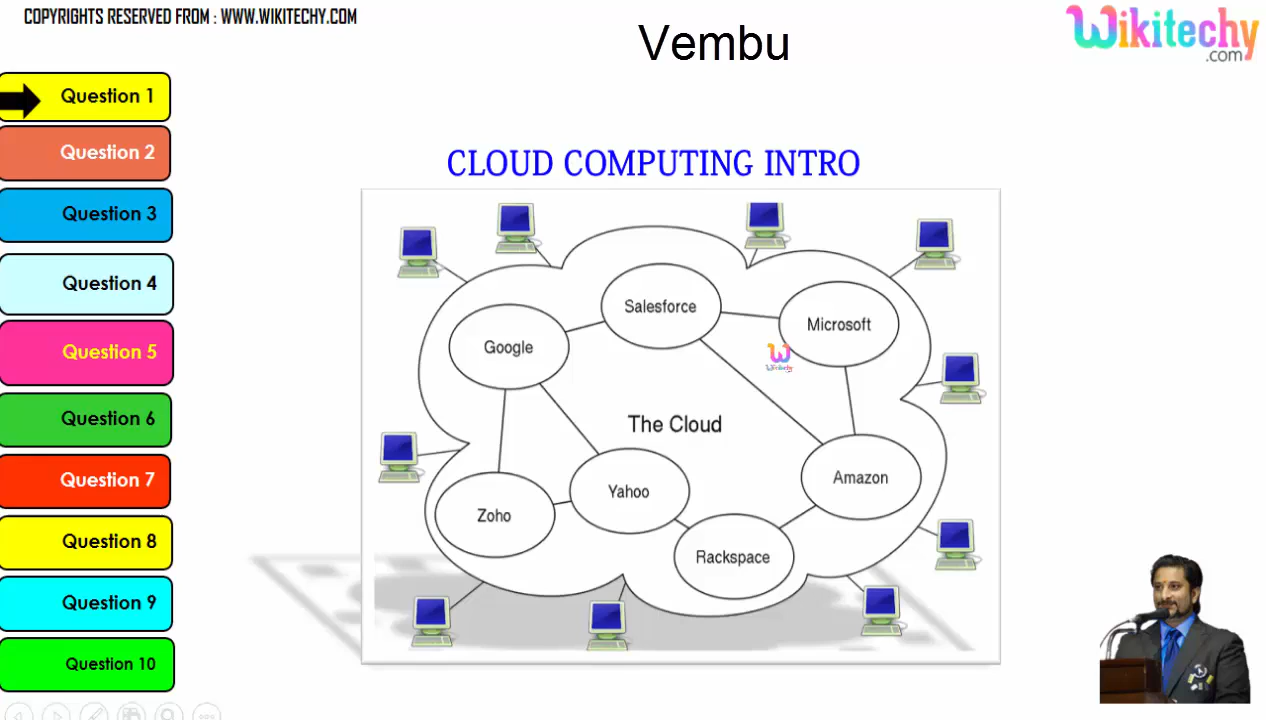 COPYRIGHTS RESERVED FROM : WWW.WIKITECHY.COM
Vembu
Wikitechy
.com
Question 1
Question 2
Question 3
Question 4
Question 5
Question 6
Question 7
Question 8
Question 9
Question 10
CLOUD COMPUTING INTRO
Salesforce
Microsoft
Google
Wikitechy
The Cloud
Amazon
Yahoo
Zoho
Rackspace